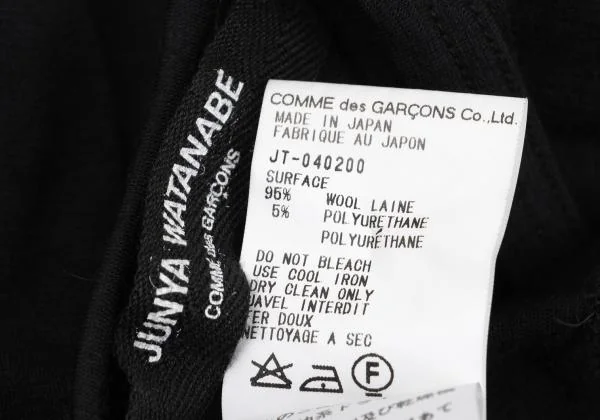 JUNYA WATANABE
COMME des GARÇONS
COMME des GARÇONS Co.,Ltd.
MADE IN JAPAN
FABRIQUE AU JAPON
JT-040200
SURFACE
95% WOOL LAINE
5% POLYURETHANE
POLYURÉTHANE
DO NOT BLEACH
USE COOL IRON
DRY CLEAN ONLY
JAVEL INTERDIT
FER DOUX
NETTOYAGE A SEC
F